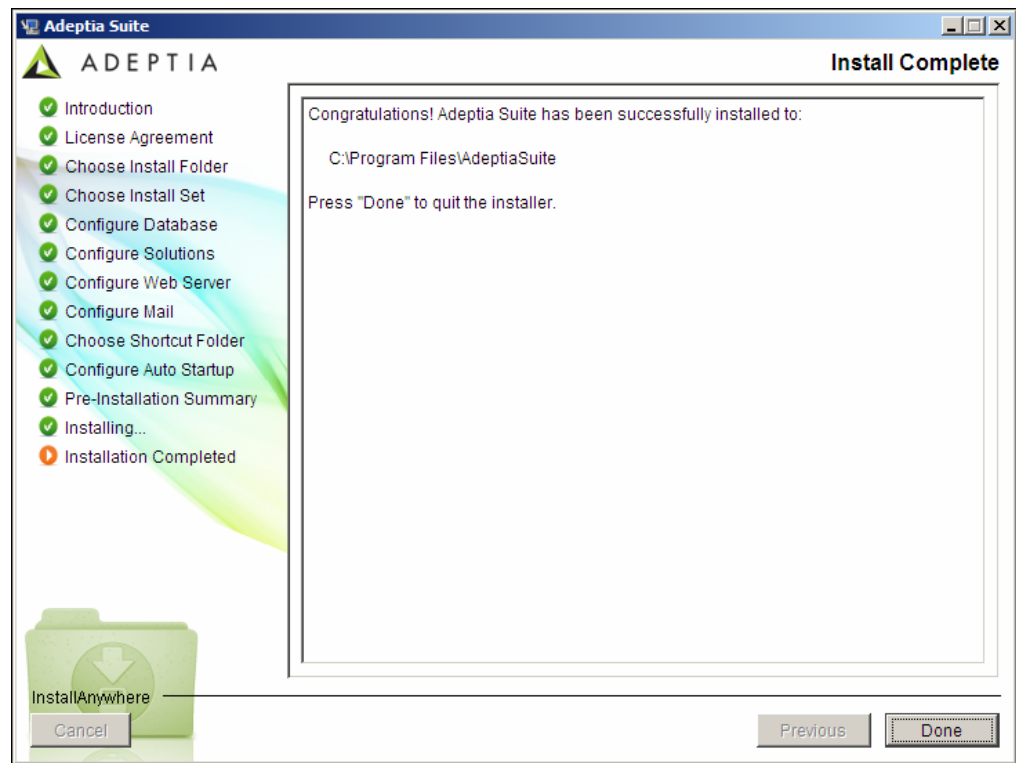 Adeptia Suite
ADEPTIA
Install Complete
Introduction
License Agreement
Choose Install Folder
Choose Install Set
Configure Database
Configure Solutions
Configure Web Server
Configure Mail
Choose Shortcut Folder
Configure Auto Startup
Pre-Installation Summary
Installing...
Installation Completed
Congratulations! Adeptia Suite has been successfully installed to:
C:\Program Files\AdeptiaSuite
Press "Done" to quit the installer.
InstallAnywhere
Cancel
Previous
Done